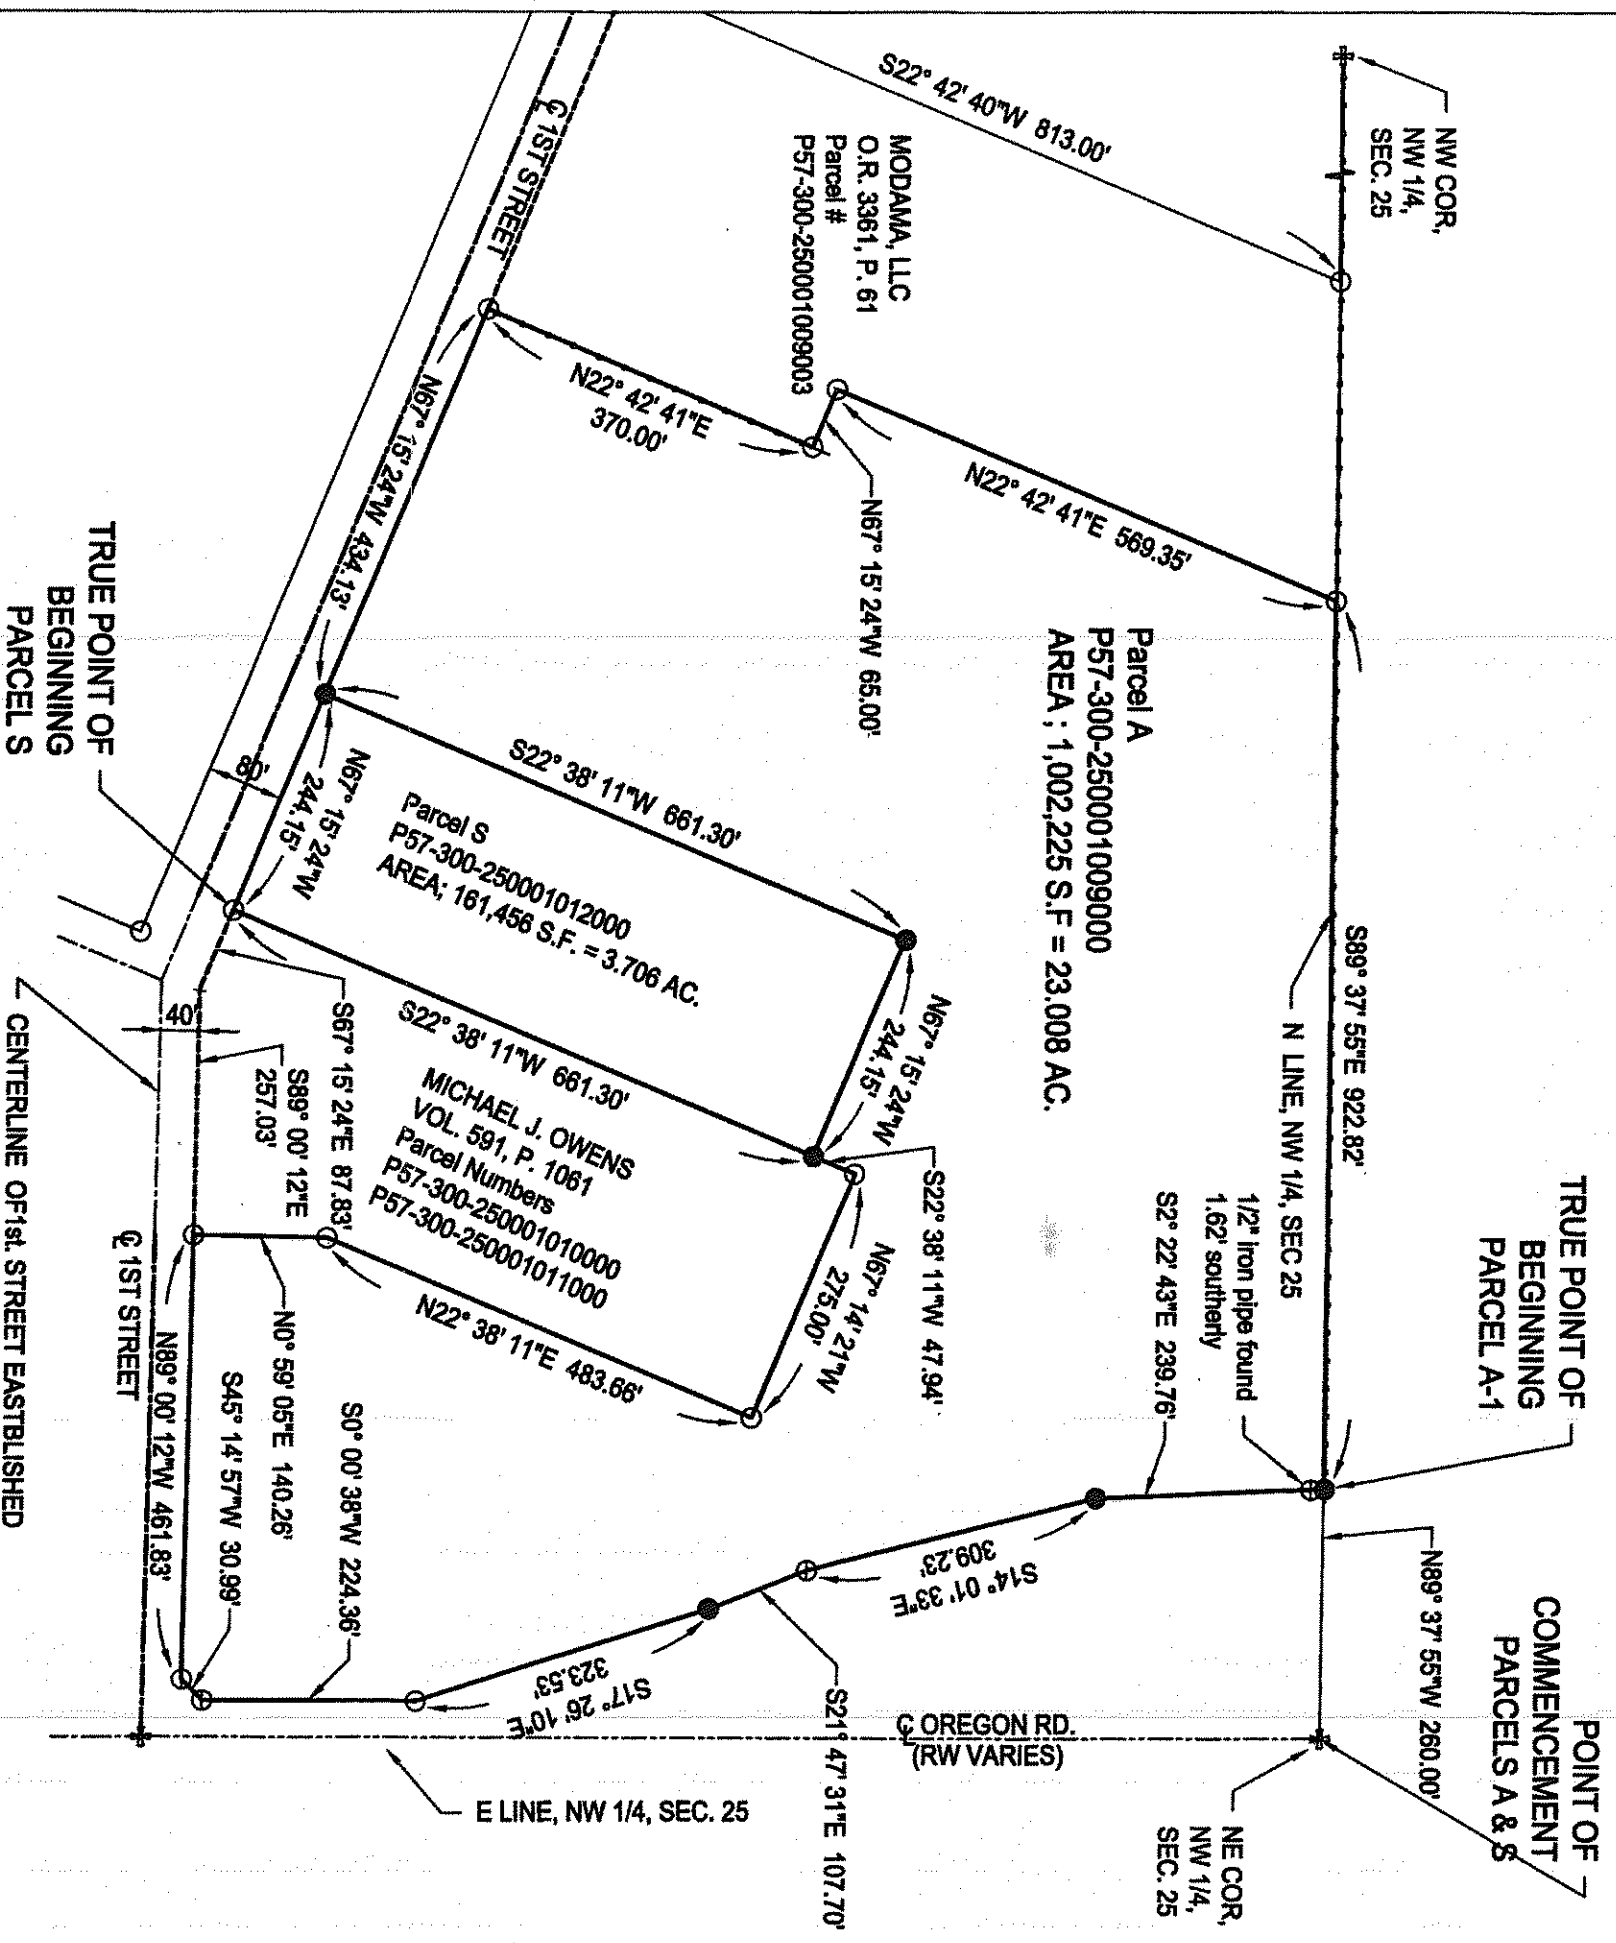 NW COR,
NW 1/4,
SEC. 25
S22° 42' 40"W 813.00'
MODAMA, LLC
O.R. 3361, P. 61
Parcel #
P57-300-250001009003
℄ 1ST STREET
N22° 42' 41"E
370.00'
N67° 15' 24"W 65.00'
N22° 42' 41"E 569.35'
N67° 15' 24"W 434.13'
Parcel A
P57-300-250001009000
AREA ; 1,002,225 S.F = 23.008 AC.
S89° 37' 55"E 922.82'
N LINE, NW 1/4, SEC 25
TRUE POINT OF
BEGINNING
PARCEL A-1
POINT OF
COMMENCEMENT
PARCELS A & S
N89° 37' 55"W 260.00'
NE COR,
NW 1/4,
SEC. 25
1/2" iron pipe found
1.62' southerly
S2° 22' 43"E 239.76'
S14° 01' 33"E
309.23'
S21° 47' 31"E 107.70'
S17° 26' 10"E
323.53'
℄ OREGON RD.
(RW VARIES)
E LINE, NW 1/4, SEC. 25
S0° 00' 38"W 224.36'
S45° 14' 57"W 30.99'
N89° 00' 12"W 461.83'
N0° 59' 05"E 140.26'
N22° 38' 11"E 483.66'
N67° 14' 21"W
275.00'
S22° 38' 11"W 47.94'
N67° 15' 24"W
244.15'
S22° 38' 11"W 661.30'
Parcel S
P57-300-250001012000
AREA; 161,456 S.F. = 3.706 AC.
S22° 38' 11"W 661.30'
MICHAEL J. OWENS
VOL. 591, P. 1061
Parcel Numbers
P57-300-250001010000
P57-300-250001011000
N67° 15' 24"W
244.15'
80'
TRUE POINT OF
BEGINNING
PARCEL S
S67° 15' 24"E 87.83'
S89° 00' 12"E
257.03'
40'
℄ 1ST STREET
CENTERLINE OF1st. STREET EASTBLISHED